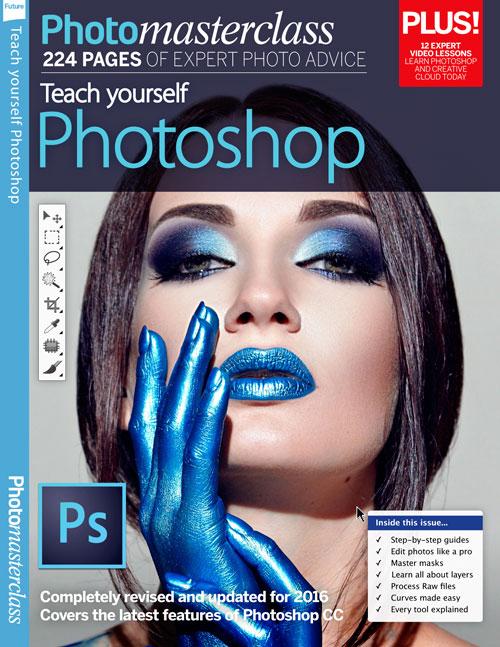 Future
Teach yourself Photoshop
Photomasterclass
Photomasterclass
224 PAGES OF EXPERT PHOTO ADVICE
PLUS!
12 EXPERT
VIDEO LESSONS
LEARN PHOTOSHOP
AND CREATIVE
CLOUD TODAY
Teach yourself
Photoshop
Ps
Inside this issue...
✓ Step-by-step guides
✓ Edit photos like a pro
✓ Master masks
✓ Learn all about layers
✓ Process Raw files
✓ Curves made easy
✓ Every tool explained
Completely revised and updated for 2016
Covers the latest features of Photoshop CC